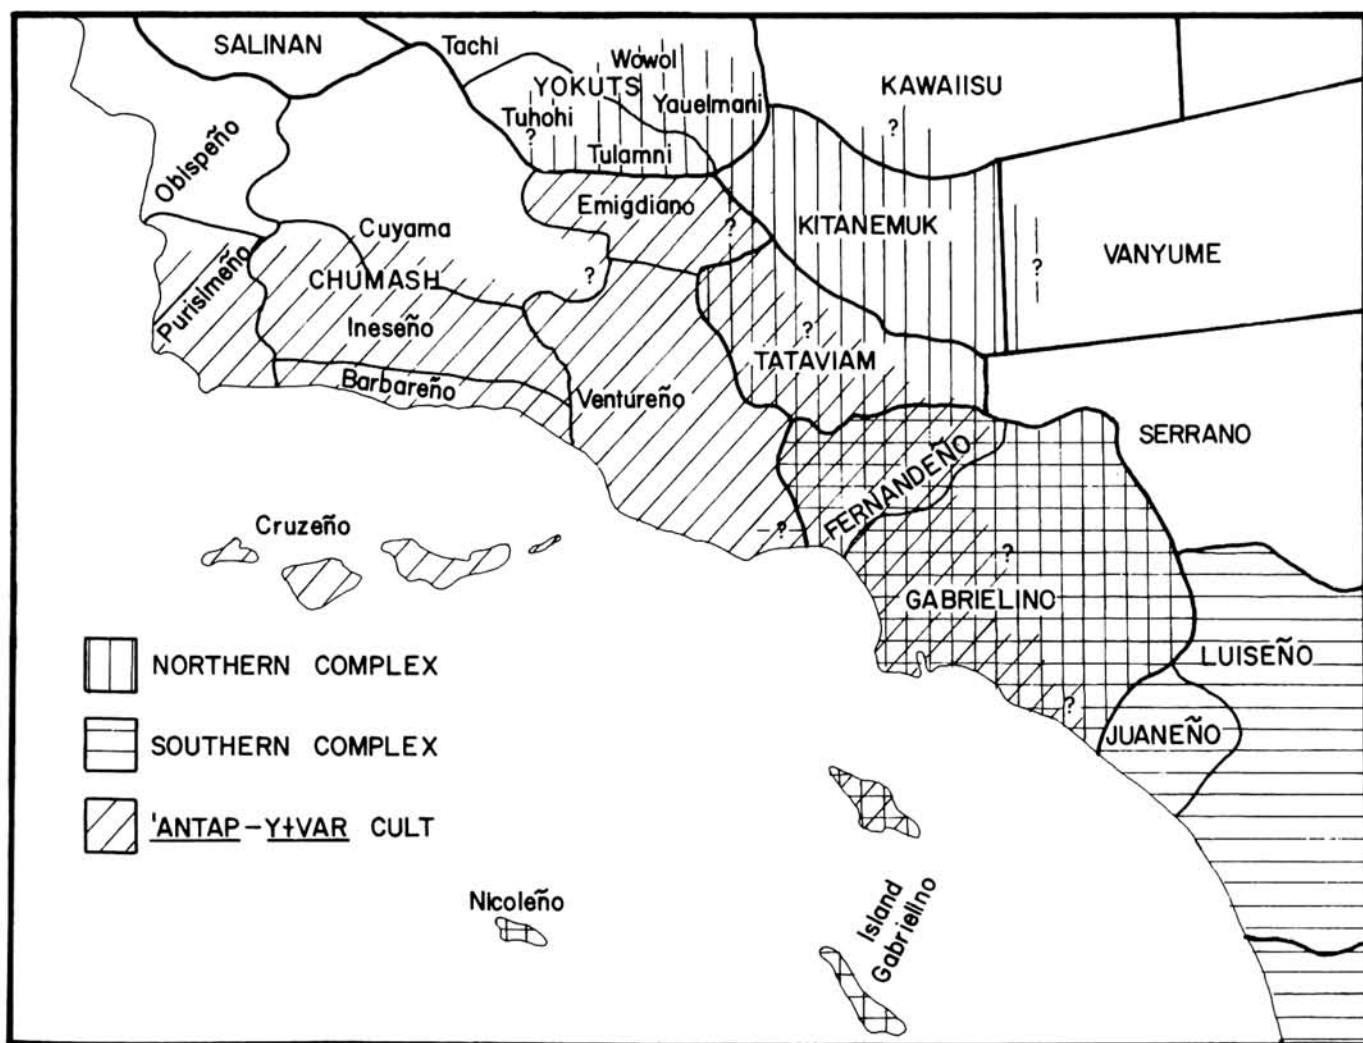 SALINAN
Tachi
Wowol
YOKUTS
Yauelmani
Tuhohi
?
Tulamni
KAWAIISU
?
Obispeño
Emigdiano
?
KITANEMUK
VANYUME
?
Cuyama
?
CHUMASH
Purisimeño
Ineseño
Barbareño
Ventureño
?
?
TATAVIAM
SERRANO
FERNANDEÑO
?
GABRIELINO
?
Cruzeño
LUISEÑO
JUANEÑO
NORTHERN COMPLEX
SOUTHERN COMPLEX
'ANTAP-YɨVAR CULT
Nicoleño
Island
Gabrielino